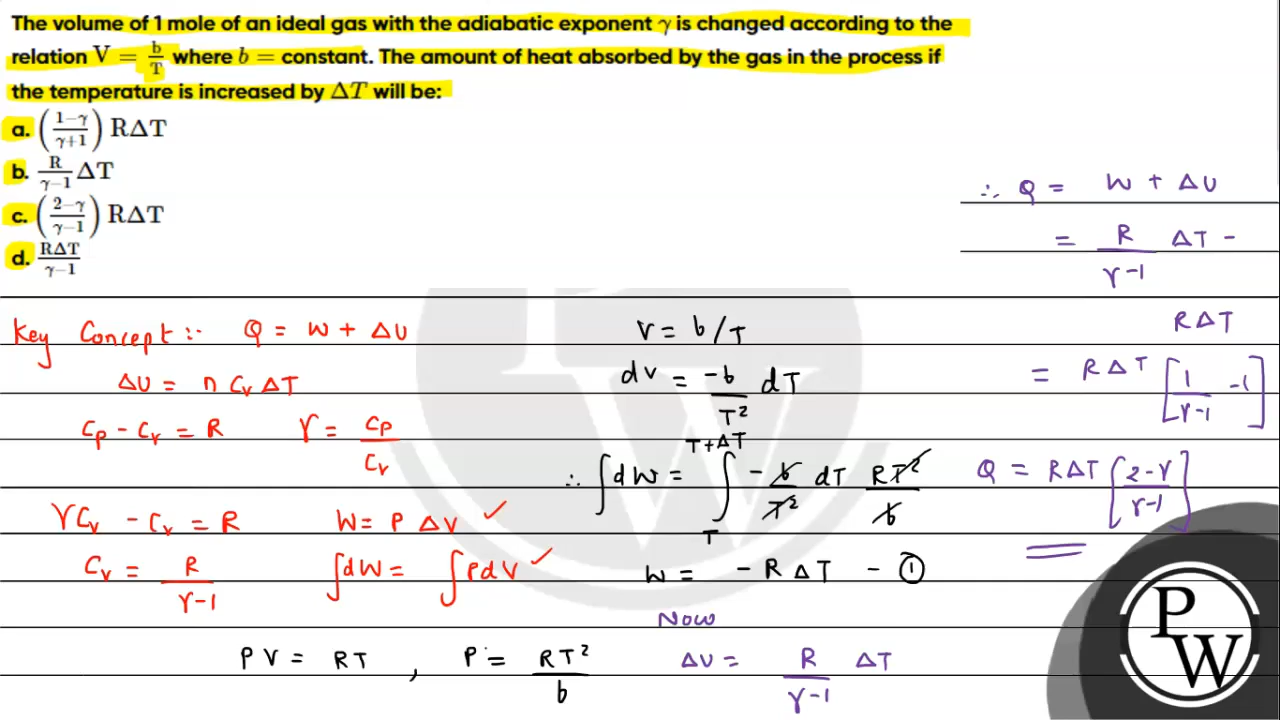 The volume of 1 mole of an ideal gas with the adiabatic exponent γ is changed according to the
relation V = b/T where b = constant. The amount of heat absorbed by the gas in the process if
the temperature is increased by ΔT will be:
a. ((1−γ)/(γ+1)) RΔT
b. R/(γ−1) ΔT
c. ((2−γ)/(γ−1)) RΔT
d. RΔT/(γ−1)
Key Concept :- Q = W + ΔU
ΔU = n Cv ΔT
Cp - Cv = R γ = Cp/Cv
γCv - Cv = R W = P ΔV ✓
Cv = R/(γ-1) ∫dW = ∫PdV ✓
PV = RT , P = RT²/b
V = b/T
dV = -b/T² dT
∴ ∫dW = ∫_T^{T+ΔT} -b/T² dT RT²/b
W = - RΔT - ①
Now
ΔU = R/(γ-1) ΔT
∴ Q = W + ΔU
= R/(γ-1) ΔT -
RΔT
= RΔT [1/(γ-1) -1]
Q = RΔT [(2-γ)/(γ-1)]
P
W